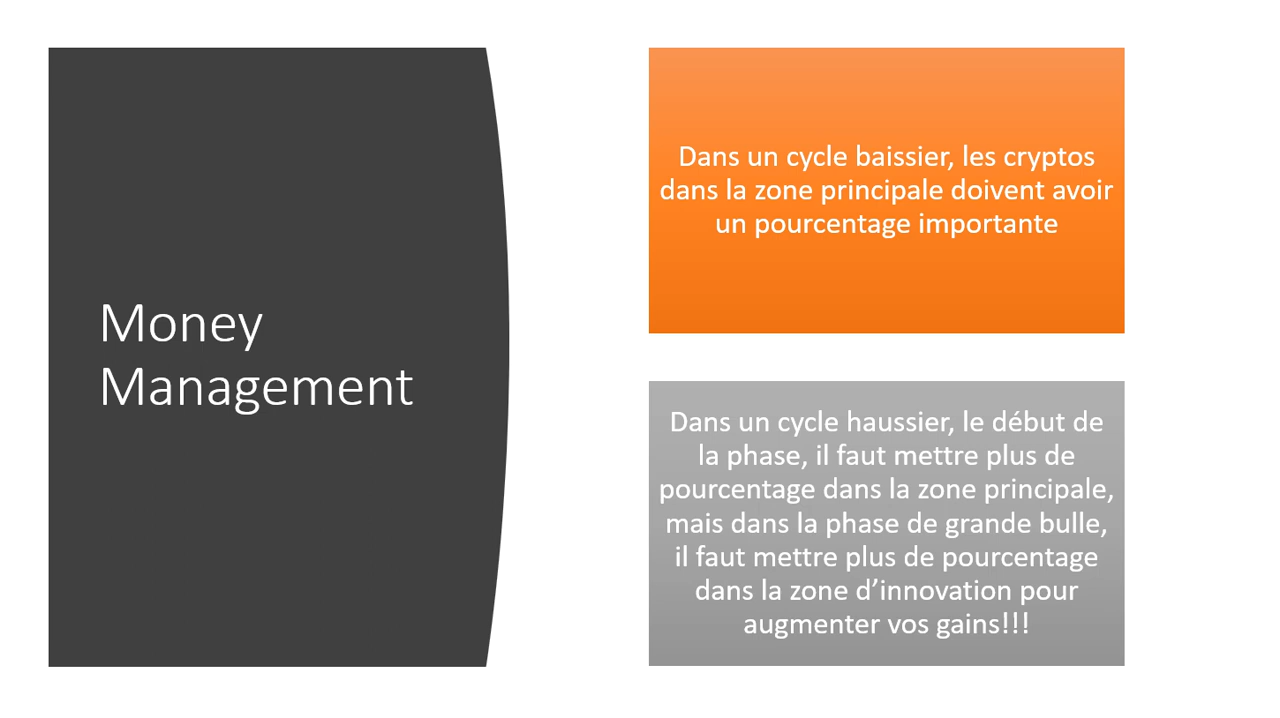 Money
Management
Dans un cycle baissier, les cryptos
dans la zone principale doivent avoir
un pourcentage importante
Dans un cycle haussier, le début de
la phase, il faut mettre plus de
pourcentage dans la zone principale,
mais dans la phase de grande bulle,
il faut mettre plus de pourcentage
dans la zone d’innovation pour
augmenter vos gains!!!